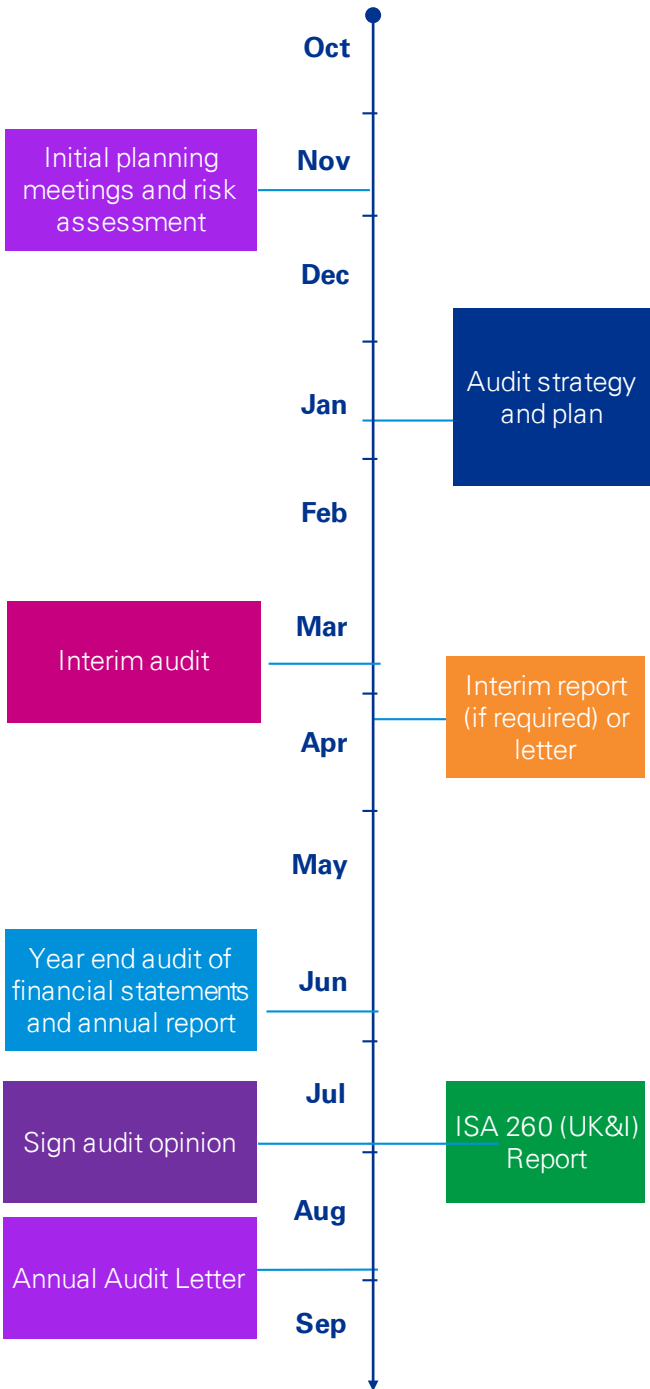 Oct
Initial planning
meetings and risk
assessment
Nov
Dec
Audit strategy
and plan
Jan
Feb
Mar
Interim audit
Interim report
(if required) or
letter
Apr
May
Year end audit of
financial statements
and annual report
Jun
Jul
Sign audit opinion
ISA 260 (UK&I)
Report
Aug
Annual Audit Letter
Sep